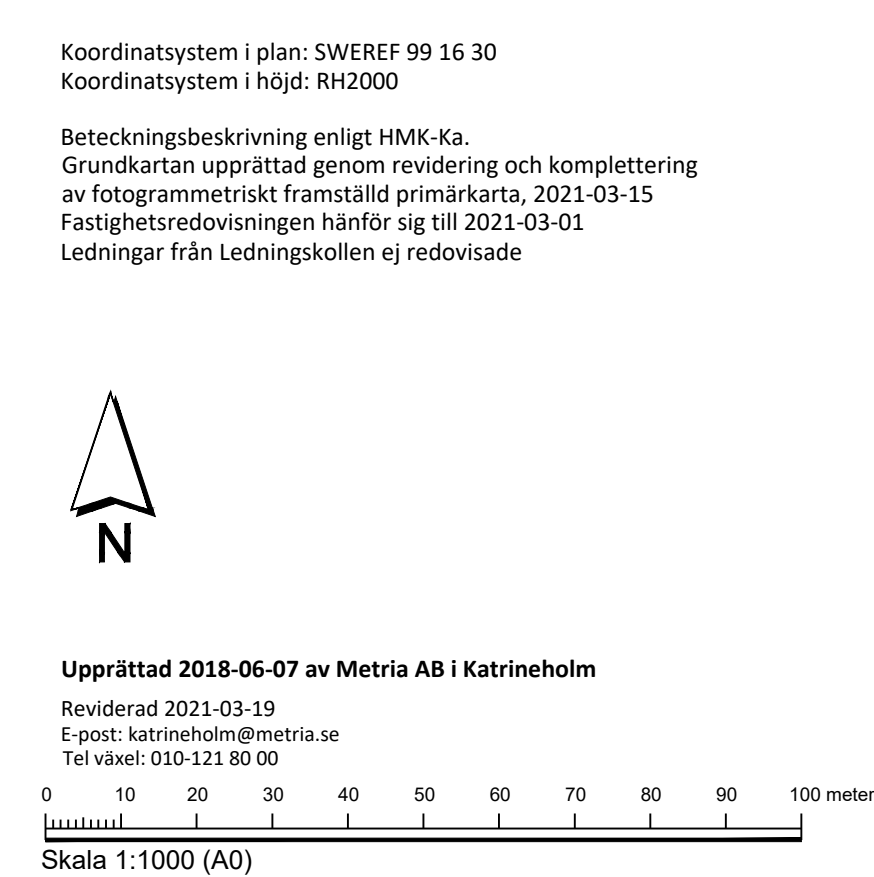 Koordinatsystem i plan: SWEREF 99 16 30
Koordinatsystem i höjd: RH2000
Beteckningsbeskrivning enligt HMK-Ka.
Grundkartan upprättad genom revidering och komplettering
av fotogrammetriskt framställd primärkarta, 2021-03-15
Fastighetsredovisningen hänför sig till 2021-03-01
Ledningar från Ledningskollen ej redovisade
N
Upprättad 2018-06-07 av Metria AB i Katrineholm
Reviderad 2021-03-19
E-post: katrineholm@metria.se
Tel växel: 010-121 80 00
0 10 20 30 40 50 60 70 80 90 100 meter
Skala 1:1000 (A0)